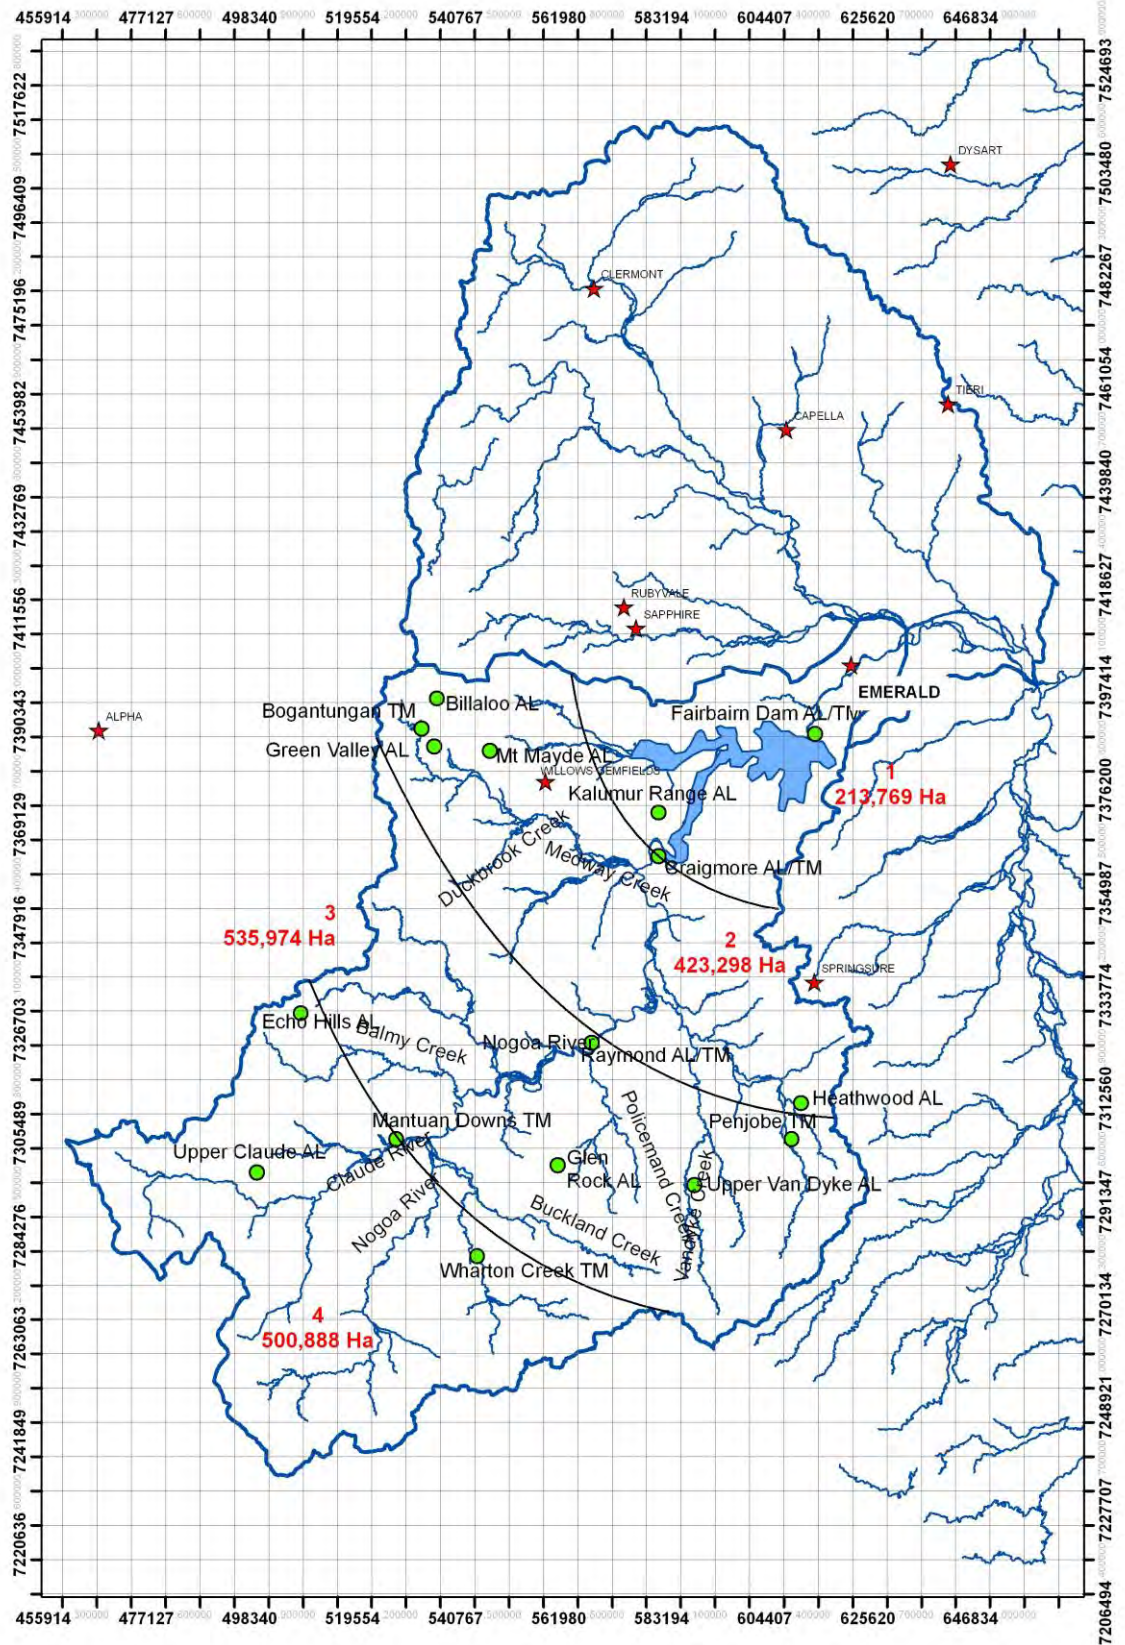 455914 477127 498340 519554 540767 561980 583194 604407 625620 646834
7524693
7517622
DYSART
7503480
7496409
7482267
CLERMONT
7475196
7461054
TIERI
7453982
CAPELLA
7439840
7432769
7418627
RUBYVALE
7411556
SAPPHIRE
7397414
EMERALD
7390343
Billaloo AL
Bogantungan TM
Fairbairn Dam AL/TM
ALPHA
Green Valley AL
Mt Mayde AL
WILLOWS GEMFIELDS
1
213,769 Ha
7376200
Kalumur Range AL
7369129
Duckbrook Creek
Medway Creek
Craigmore AL/TM
7354987
7347916
3
535,974 Ha
2
423,298 Ha
SPRINGSURE
7333774
7326703
Echo Hills AL
Balmy Creek
Nogoa River
Raymond AL/TM
7312560
Heathwood AL
7305489
Mantuan Downs TM
Penjobe TM
Policemand Creek
Upper Claude AL
Claude River
Glen
Rock AL
Upper Van Dyke AL
7291347
Nogoa River
Buckland Creek
Vandyke Creek
7284276
Wharton Creek TM
7270134
7263063
4
500,888 Ha
7248921
7241849
7227707
7220636
7206494
455914 477127 498340 519554 540767 561980 583194 604407 625620 646834